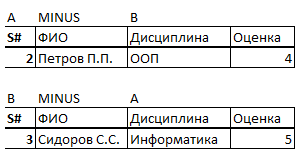 A MINUS B
S# ФИО Дисциплина Оценка
2 Петров П.П. ООП 4
B MINUS A
S# ФИО Дисциплина Оценка
3 Сидоров С.С. Информатика 5